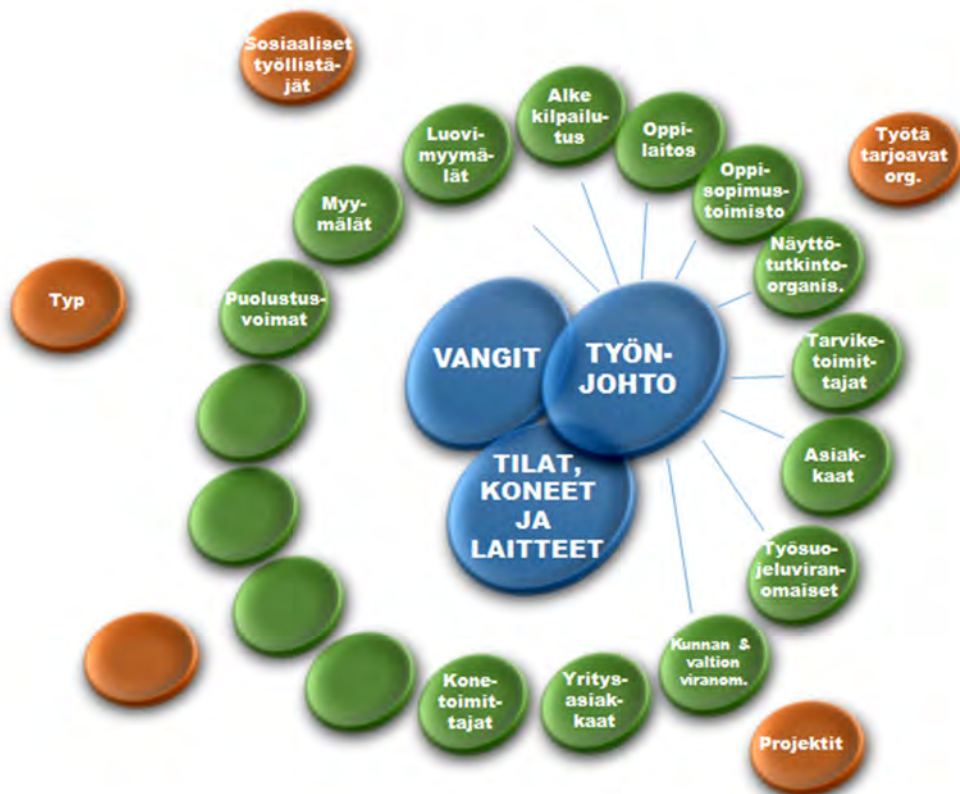 Sosiaaliset
työllistä-
jät
Alke
kilpailu-
tus
Luovi-
myymä-
lät
Oppi-
laitos
Työtä
tarjoavat
org.
Oppi-
sopimus-
toimisto
Myy-
mälät
Näyttö-
tutkinto-
organis.
Typ
Puolustus-
voimat
VANGIT
TYÖN-
JOHTO
Tarvike-
toimit-
tajat
Asiak-
kaat
TILAT,
KONEET
JA
LAITTEET
Työsuo-
jeluviran-
omaiset
Kunnan &
valtion
viranom.
Kone-
toimit-
tajat
Yritys-
asiak-
kaat
Projektit